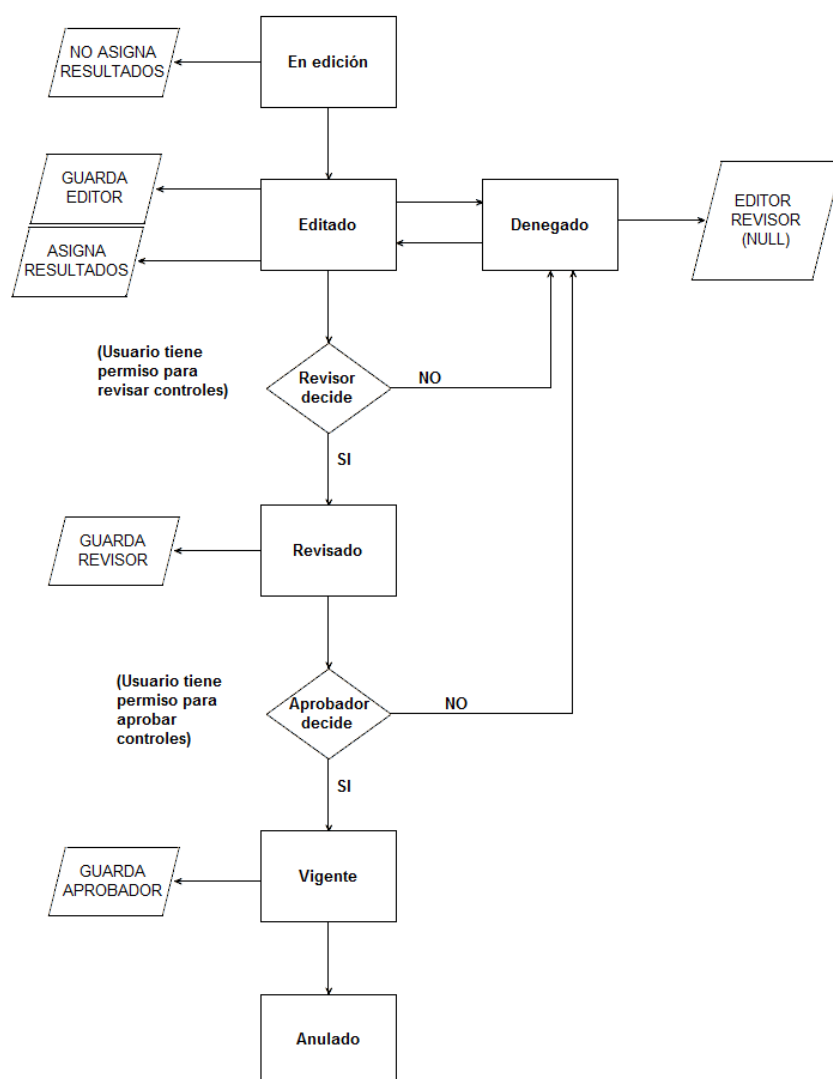 NO ASIGNA
RESULTADOS
En edición
GUARDA
EDITOR
ASIGNA
RESULTADOS
Editado
Denegado
EDITOR
REVISOR
(NULL)
(Usuario tiene
permiso para
revisar controles)
Revisor
decide
NO
SI
GUARDA
REVISOR
Revisado
(Usuario tiene
permiso para
aprobar
controles)
Aprobador
decide
NO
SI
GUARDA
APROBADOR
Vigente
Anulado